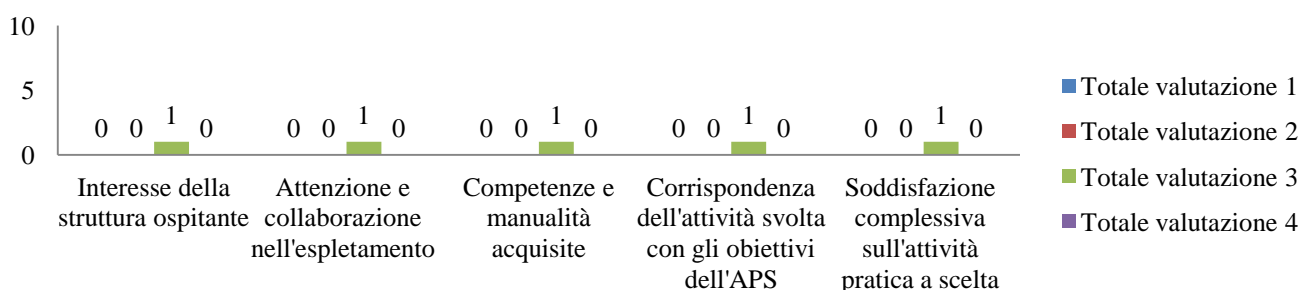 10
5
0
0 0 1 0 0 0 1 0 0 0 1 0 0 0 1 0 0 0 1 0
Interesse della
struttura ospitante
Attenzione e
collaborazione
nell'espletamento
Competenze e
manualità
acquisite
Corrispondenza
dell'attività svolta
con gli obiettivi
dell'APS
Soddisfazione
complessiva
sull'attività
pratica a scelta
Totale valutazione 1
Totale valutazione 2
Totale valutazione 3
Totale valutazione 4